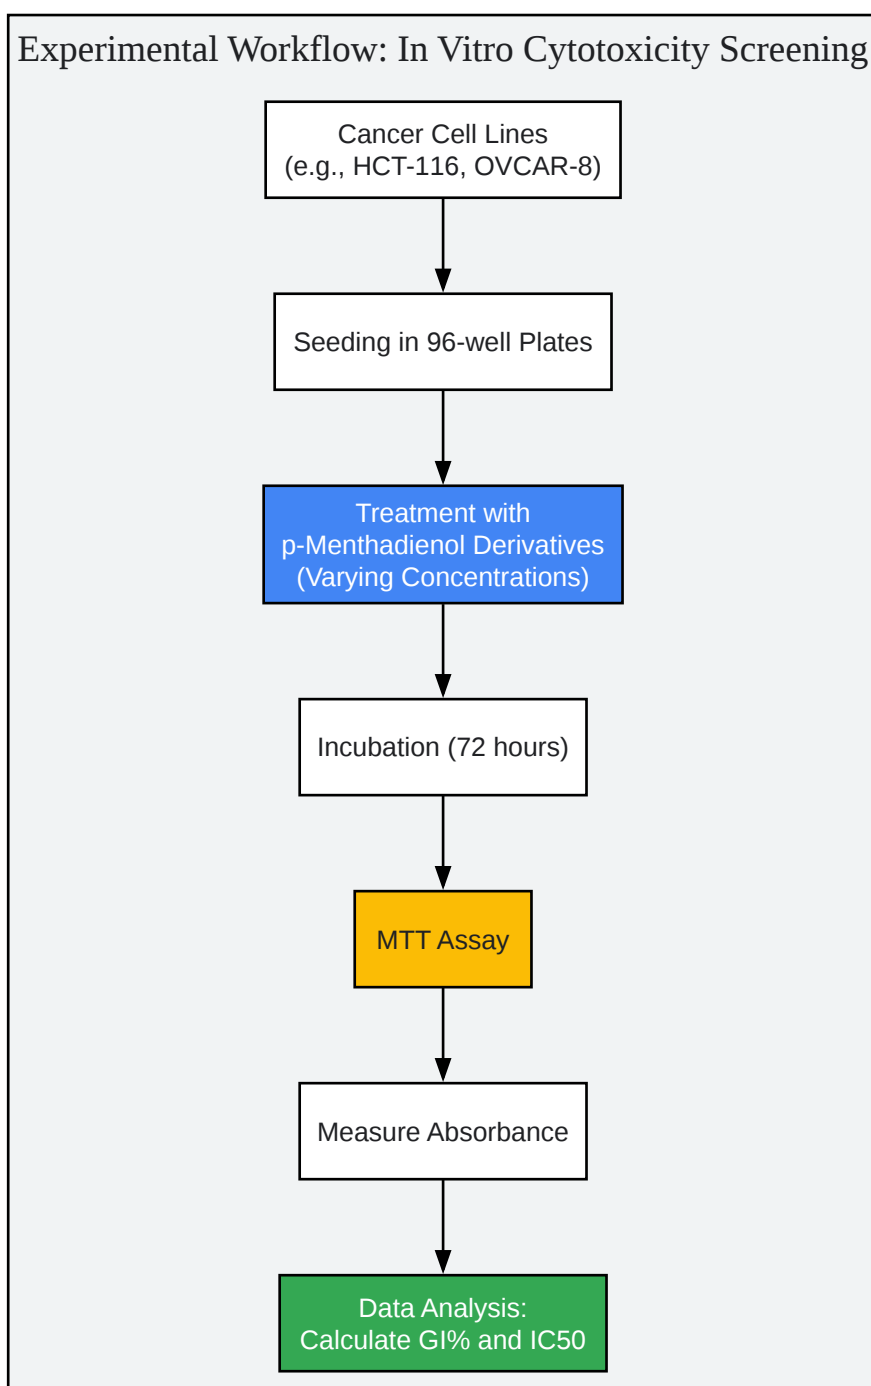 Experimental Workflow: In Vitro Cytotoxicity Screening
Cancer Cell Lines
(e.g., HCT-116, OVCAR-8)
Seeding in 96-well Plates
Treatment with
p-Menthadienol Derivatives
(Varying Concentrations)
Incubation (72 hours)
MTT Assay
Measure Absorbance
Data Analysis:
Calculate GI% and IC50